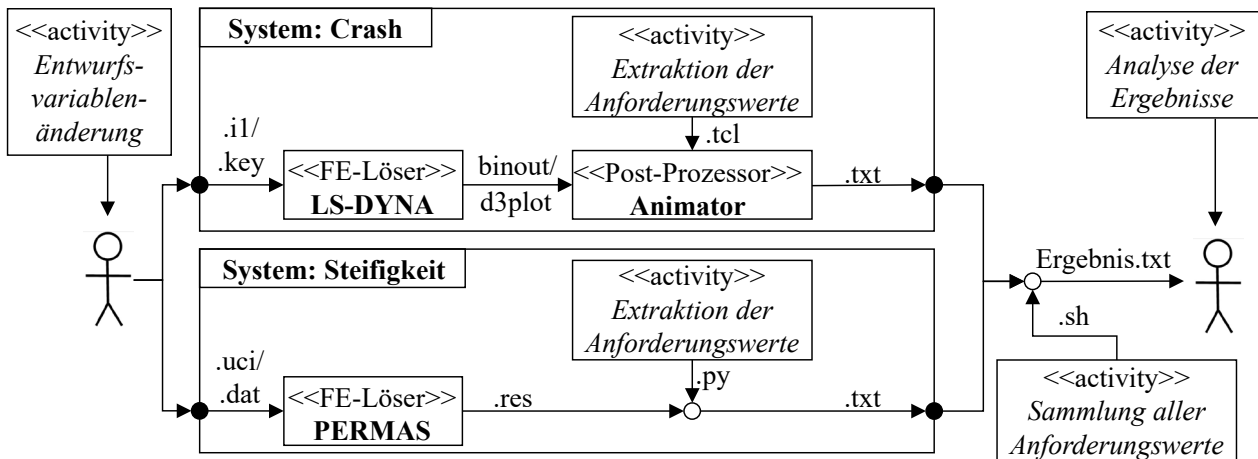 <<activity>>
Entwurfs-
variablen-
änderung
System: Crash
<<activity>>
Extraktion der
Anforderungswerte
.tcl
.i1/
.key
<<FE-Löser>>
LS-DYNA
binout/
d3plot
<<Post-Prozessor>>
Animator
.txt
System: Steifigkeit
<<activity>>
Extraktion der
Anforderungswerte
.py
.uci/
.dat
<<FE-Löser>>
PERMAS
.res
.txt
<<activity>>
Analyse der
Ergebnisse
Ergebnis.txt
.sh
<<activity>>
Sammlung aller
Anforderungswerte